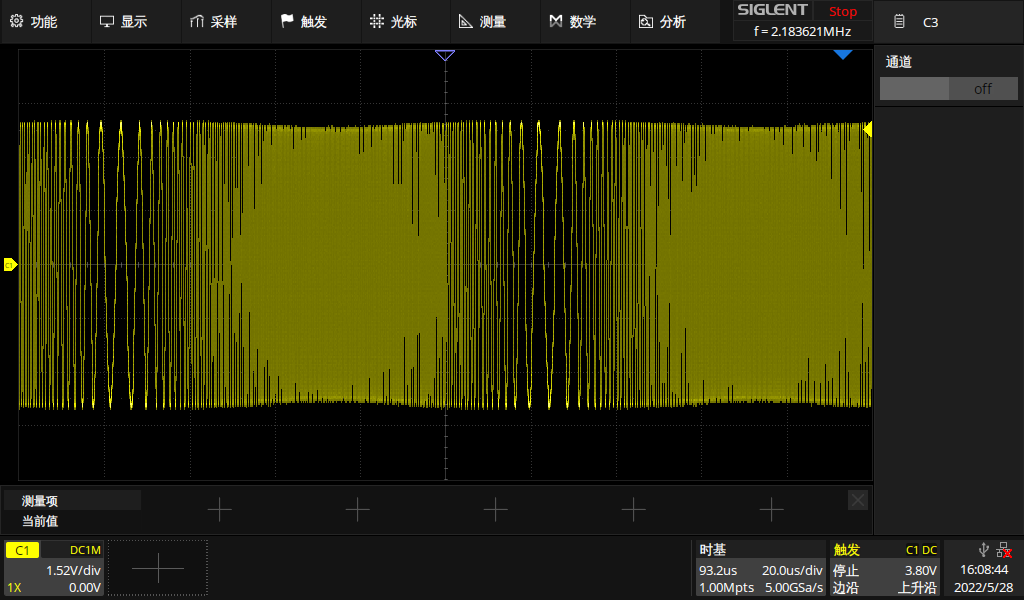 功能 显示 采样 触发 光标 测量 数学 分析
SIGLENT Stop
f = 2.183621MHz
C3
通道
off
C1
测量项
当前值
C1 DC1M
1.52V/div
1X 0.00V
时基
93.2us 20.0us/div
1.00Mpts 5.00GSa/s
触发 C1 DC
停止 3.80V
边沿 上升沿
16:08:44
2022/5/28